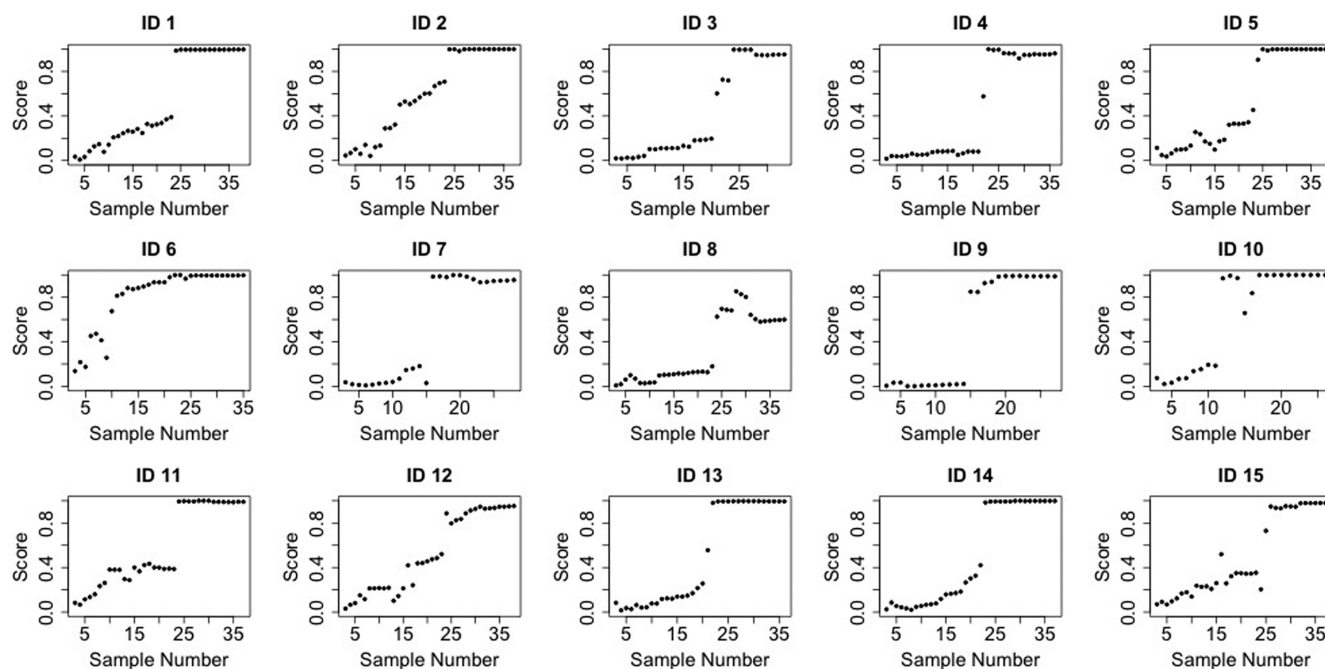 ID 1 ID 2 ID 3 ID 4 ID 5
Score 0.0 0.4 0.8 Score 0.0 0.4 0.8 Score 0.0 0.4 0.8 Score 0.0 0.4 0.8 Score 0.0 0.4 0.8
5 15 25 35 5 15 25 35 5 15 25 5 15 25 35 5 15 25 35
Sample Number Sample Number Sample Number Sample Number Sample Number
ID 6 ID 7 ID 8 ID 9 ID 10
Score 0.0 0.4 0.8 Score 0.0 0.4 0.8 Score 0.0 0.4 0.8 Score 0.0 0.4 0.8 Score 0.0 0.4 0.8
5 15 25 35 5 10 20 5 15 25 35 5 10 20 5 10 20
Sample Number Sample Number Sample Number Sample Number Sample Number
ID 11 ID 12 ID 13 ID 14 ID 15
Score 0.0 0.4 0.8 Score 0.0 0.4 0.8 Score 0.0 0.4 0.8 Score 0.0 0.4 0.8 Score 0.0 0.4 0.8
5 15 25 35 5 15 25 35 5 15 25 35 5 15 25 35 5 15 25 35
Sample Number Sample Number Sample Number Sample Number Sample Number